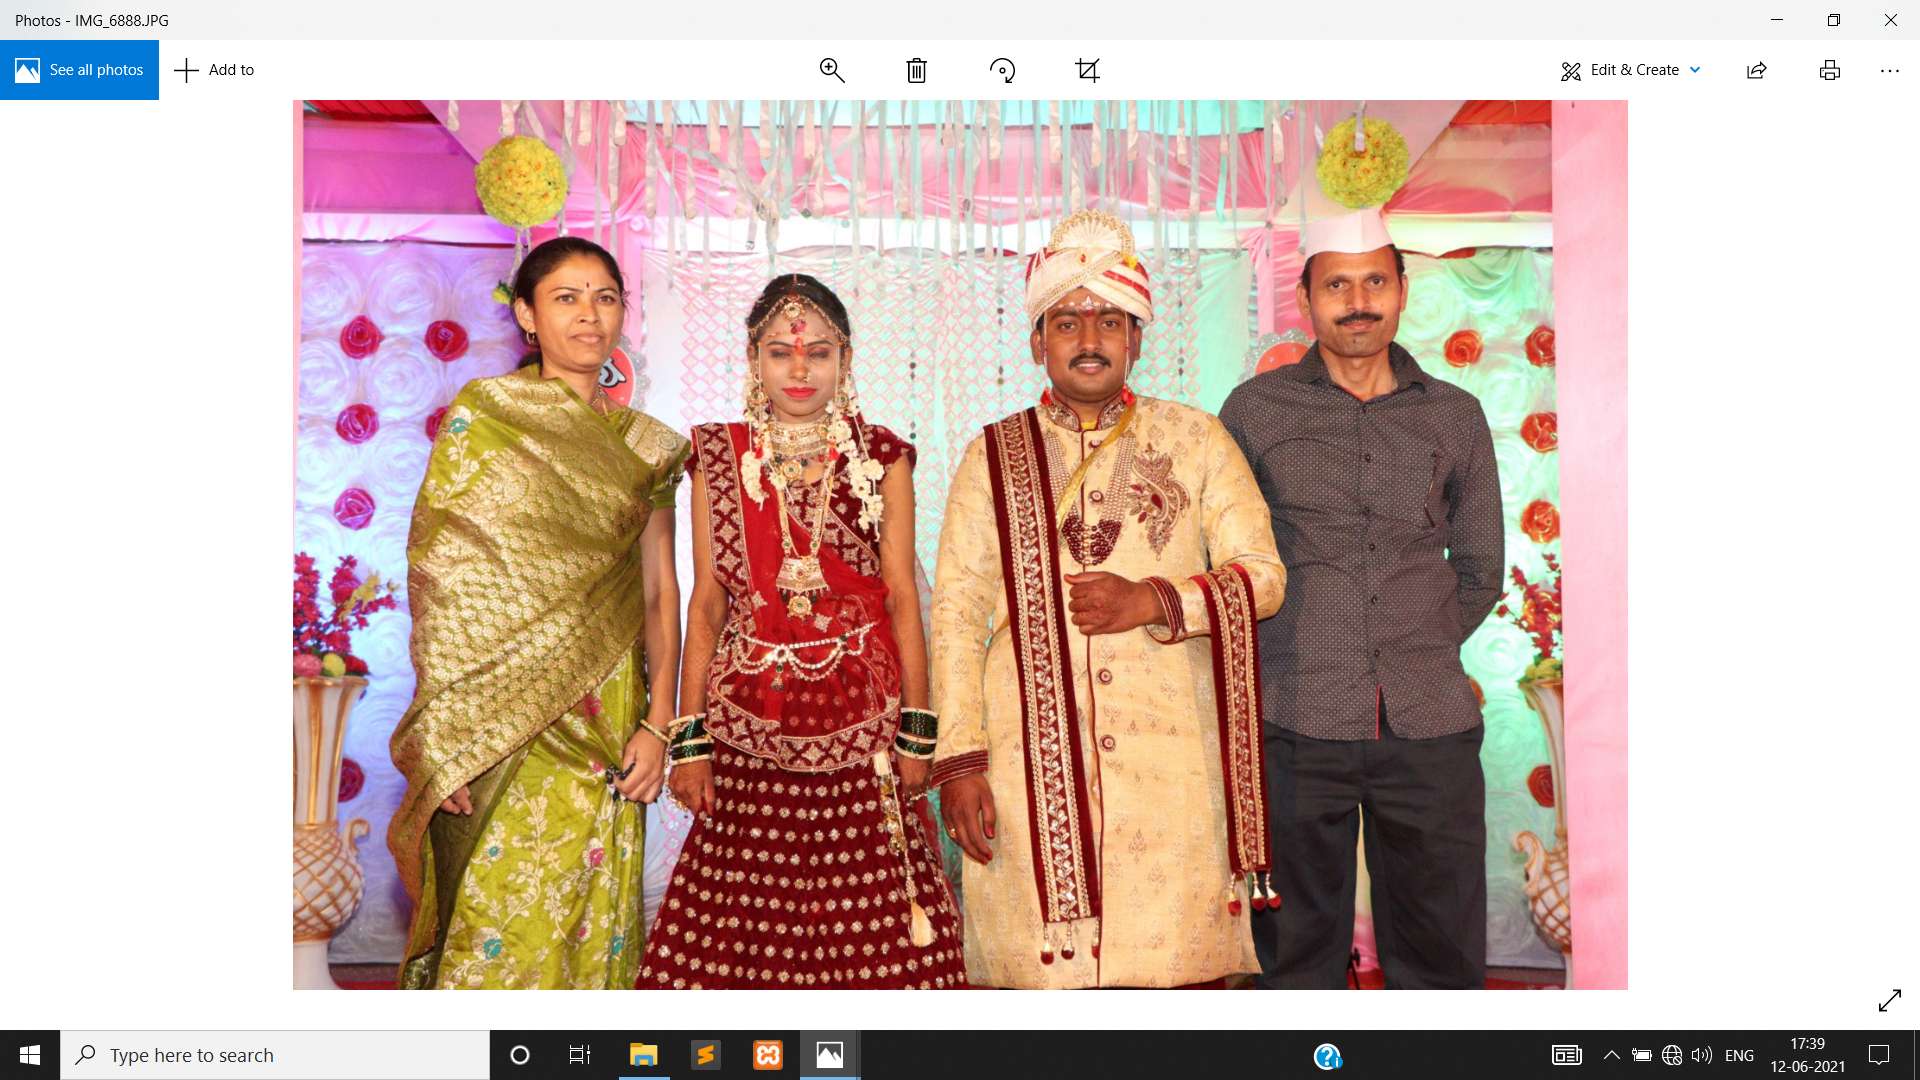 Photos - IMG_6888.JPG
See all photos
Add to
Edit & Create
Type here to search
ENG
17:39
12-06-2021